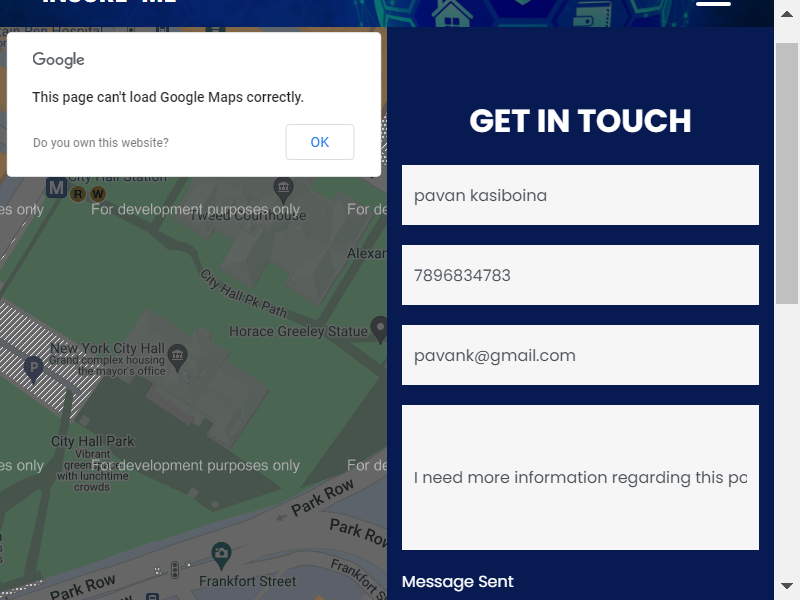 Google
This page can't load Google Maps correctly.
Do you own this website?
OK
City Hall Station
M
R W
es only
For development purposes only
For de
Tweed Courthouse
Alexan
City Hall Pk Path
Horace Greeley Statue
New York City Hall
Grand complex housing
the mayor's office
P
City Hall Park
Vibrant
green space
with lunchtime
crowds
es only
For development purposes only
For de
Park Row
Park Row
Frankfort Street
Frankfort
Park Row
GET IN TOUCH
pavan kasiboina
7896834783
pavank@gmail.com
I need more information regarding this po
Message Sent